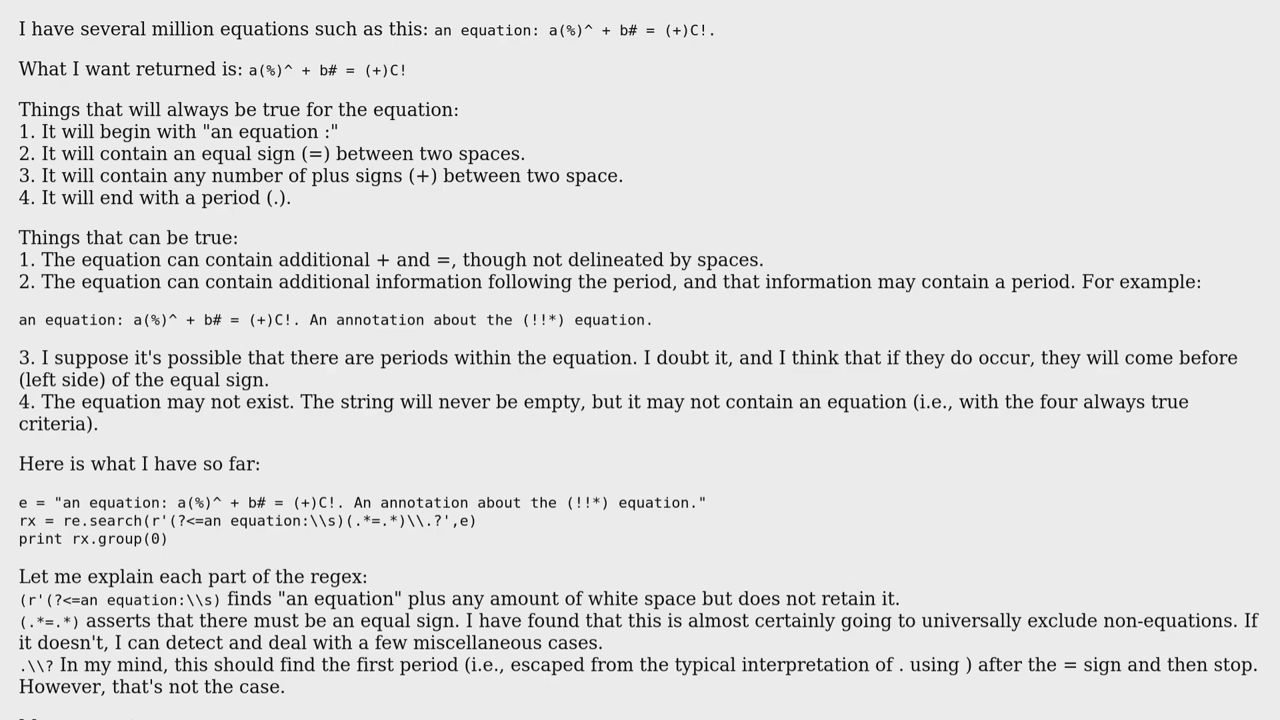 I have several million equations such as this: an equation: a(%)^ + b# = (+)C!.
What I want returned is: a(%)^ + b# = (+)C!
Things that will always be true for the equation:
1. It will begin with "an equation :"
2. It will contain an equal sign (=) between two spaces.
3. It will contain any number of plus signs (+) between two space.
4. It will end with a period (.).
Things that can be true:
1. The equation can contain additional + and =, though not delineated by spaces.
2. The equation can contain additional information following the period, and that information may contain a period. For example:
an equation: a(%)^ + b# = (+)C!. An annotation about the (!!*) equation.
3. I suppose it's possible that there are periods within the equation. I doubt it, and I think that if they do occur, they will come before
(left side) of the equal sign.
4. The equation may not exist. The string will never be empty, but it may not contain an equation (i.e., with the four always true
criteria).
Here is what I have so far:
e = "an equation: a(%)^ + b# = (+)C!. An annotation about the (!!*) equation."
rx = re.search(r'(?<=an equation:\\s)(.*=.*)\\.?',e)
print rx.group(0)
Let me explain each part of the regex:
(r'(?<=an equation:\\s) finds "an equation" plus any amount of white space but does not retain it.
(.*=.*) asserts that there must be an equal sign. I have found that this is almost certainly going to universally exclude non-equations. If
it doesn't, I can detect and deal with a few miscellaneous cases.
.\\? In my mind, this should find the first period (i.e., escaped from the typical interpretation of . using ) after the = sign and then stop.
However, that's not the case.